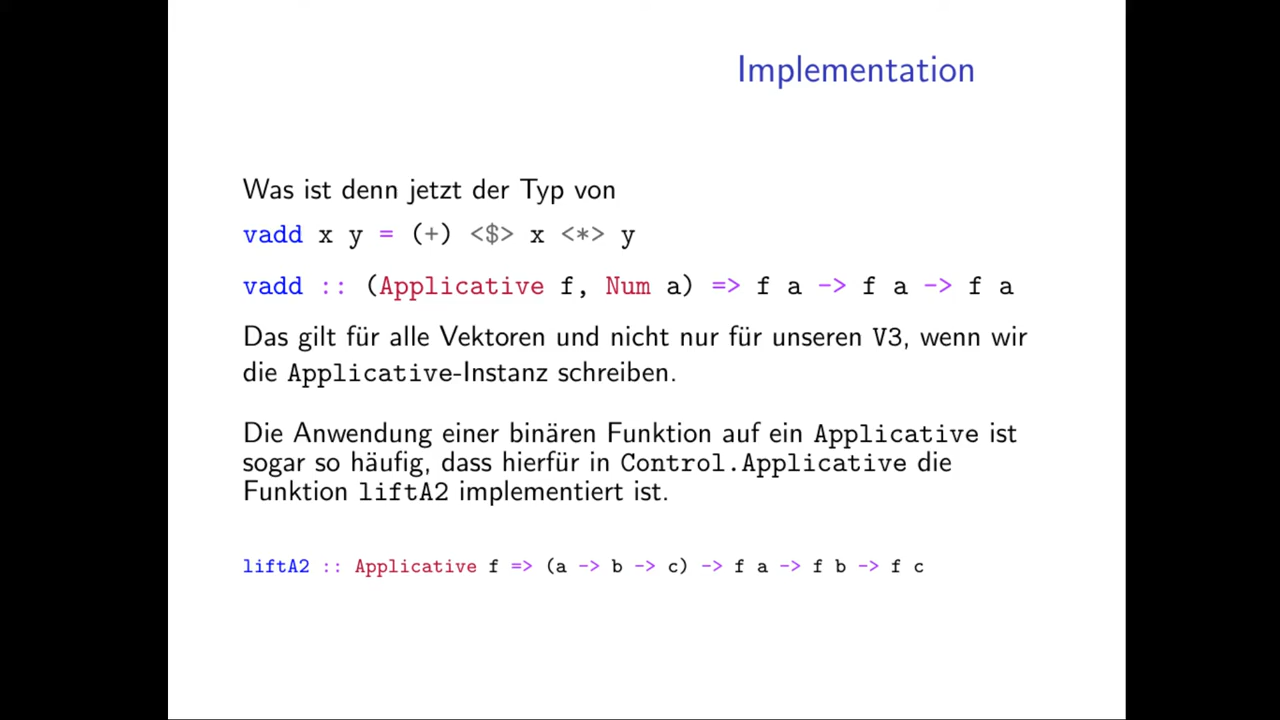 Implementation
Was ist denn jetzt der Typ von
vadd x y = (+) <$> x <*> y
vadd :: (Applicative f, Num a) => f a -> f a -> f a
Das gilt für alle Vektoren und nicht nur für unseren V3, wenn wir
die Applicative-Instanz schreiben.
Die Anwendung einer binären Funktion auf ein Applicative ist
sogar so häufig, dass hierfür in Control.Applicative die
Funktion liftA2 implementiert ist.
liftA2 :: Applicative f => (a -> b -> c) -> f a -> f b -> f c